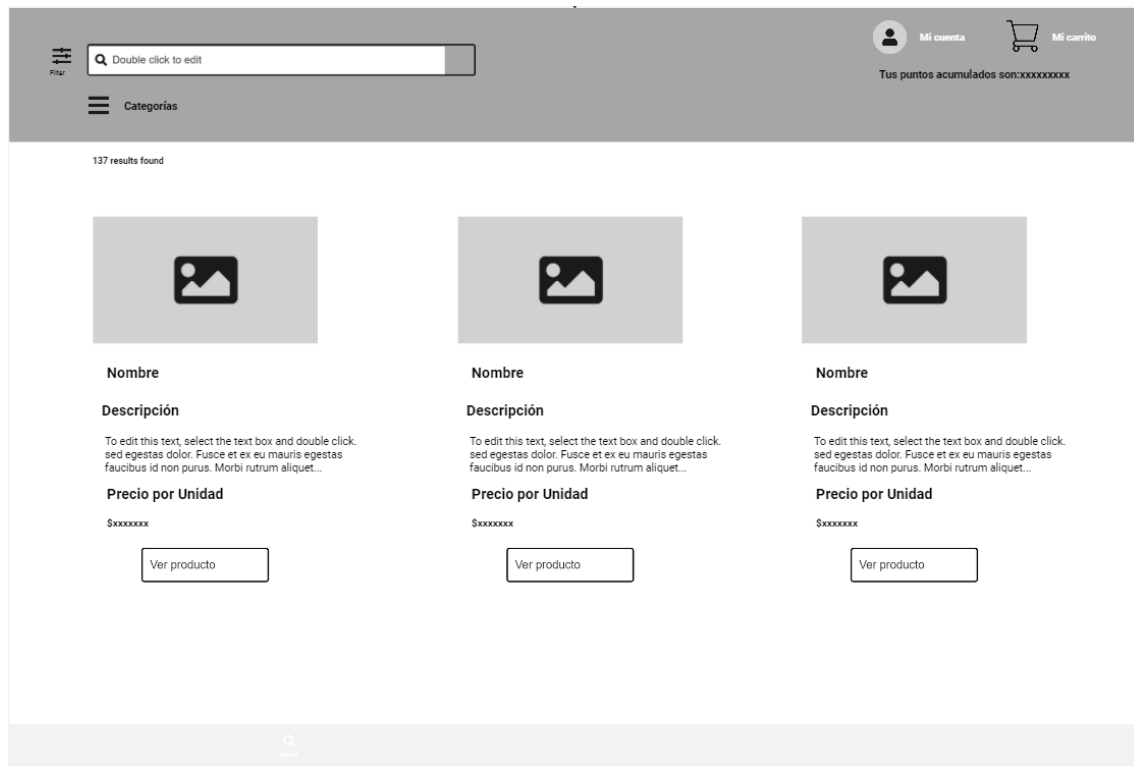 Mi cuenta
Mi carrito
Double click to edit
Filter
Tus puntos acumulados son:xxxxxxxxx
Categorías
137 results found
Nombre
Descripción
To edit this text, select the text box and double click.
sed egestas dolor. Fusce et ex eu mauris egestas
faucibus id non purus. Morbi rutrum aliquet...
Precio por Unidad
$xxxxxxx
Ver producto
Nombre
Descripción
To edit this text, select the text box and double click.
sed egestas dolor. Fusce et ex eu mauris egestas
faucibus id non purus. Morbi rutrum aliquet...
Precio por Unidad
$xxxxxxx
Ver producto
Nombre
Descripción
To edit this text, select the text box and double click.
sed egestas dolor. Fusce et ex eu mauris egestas
faucibus id non purus. Morbi rutrum aliquet...
Precio por Unidad
$xxxxxxx
Ver producto